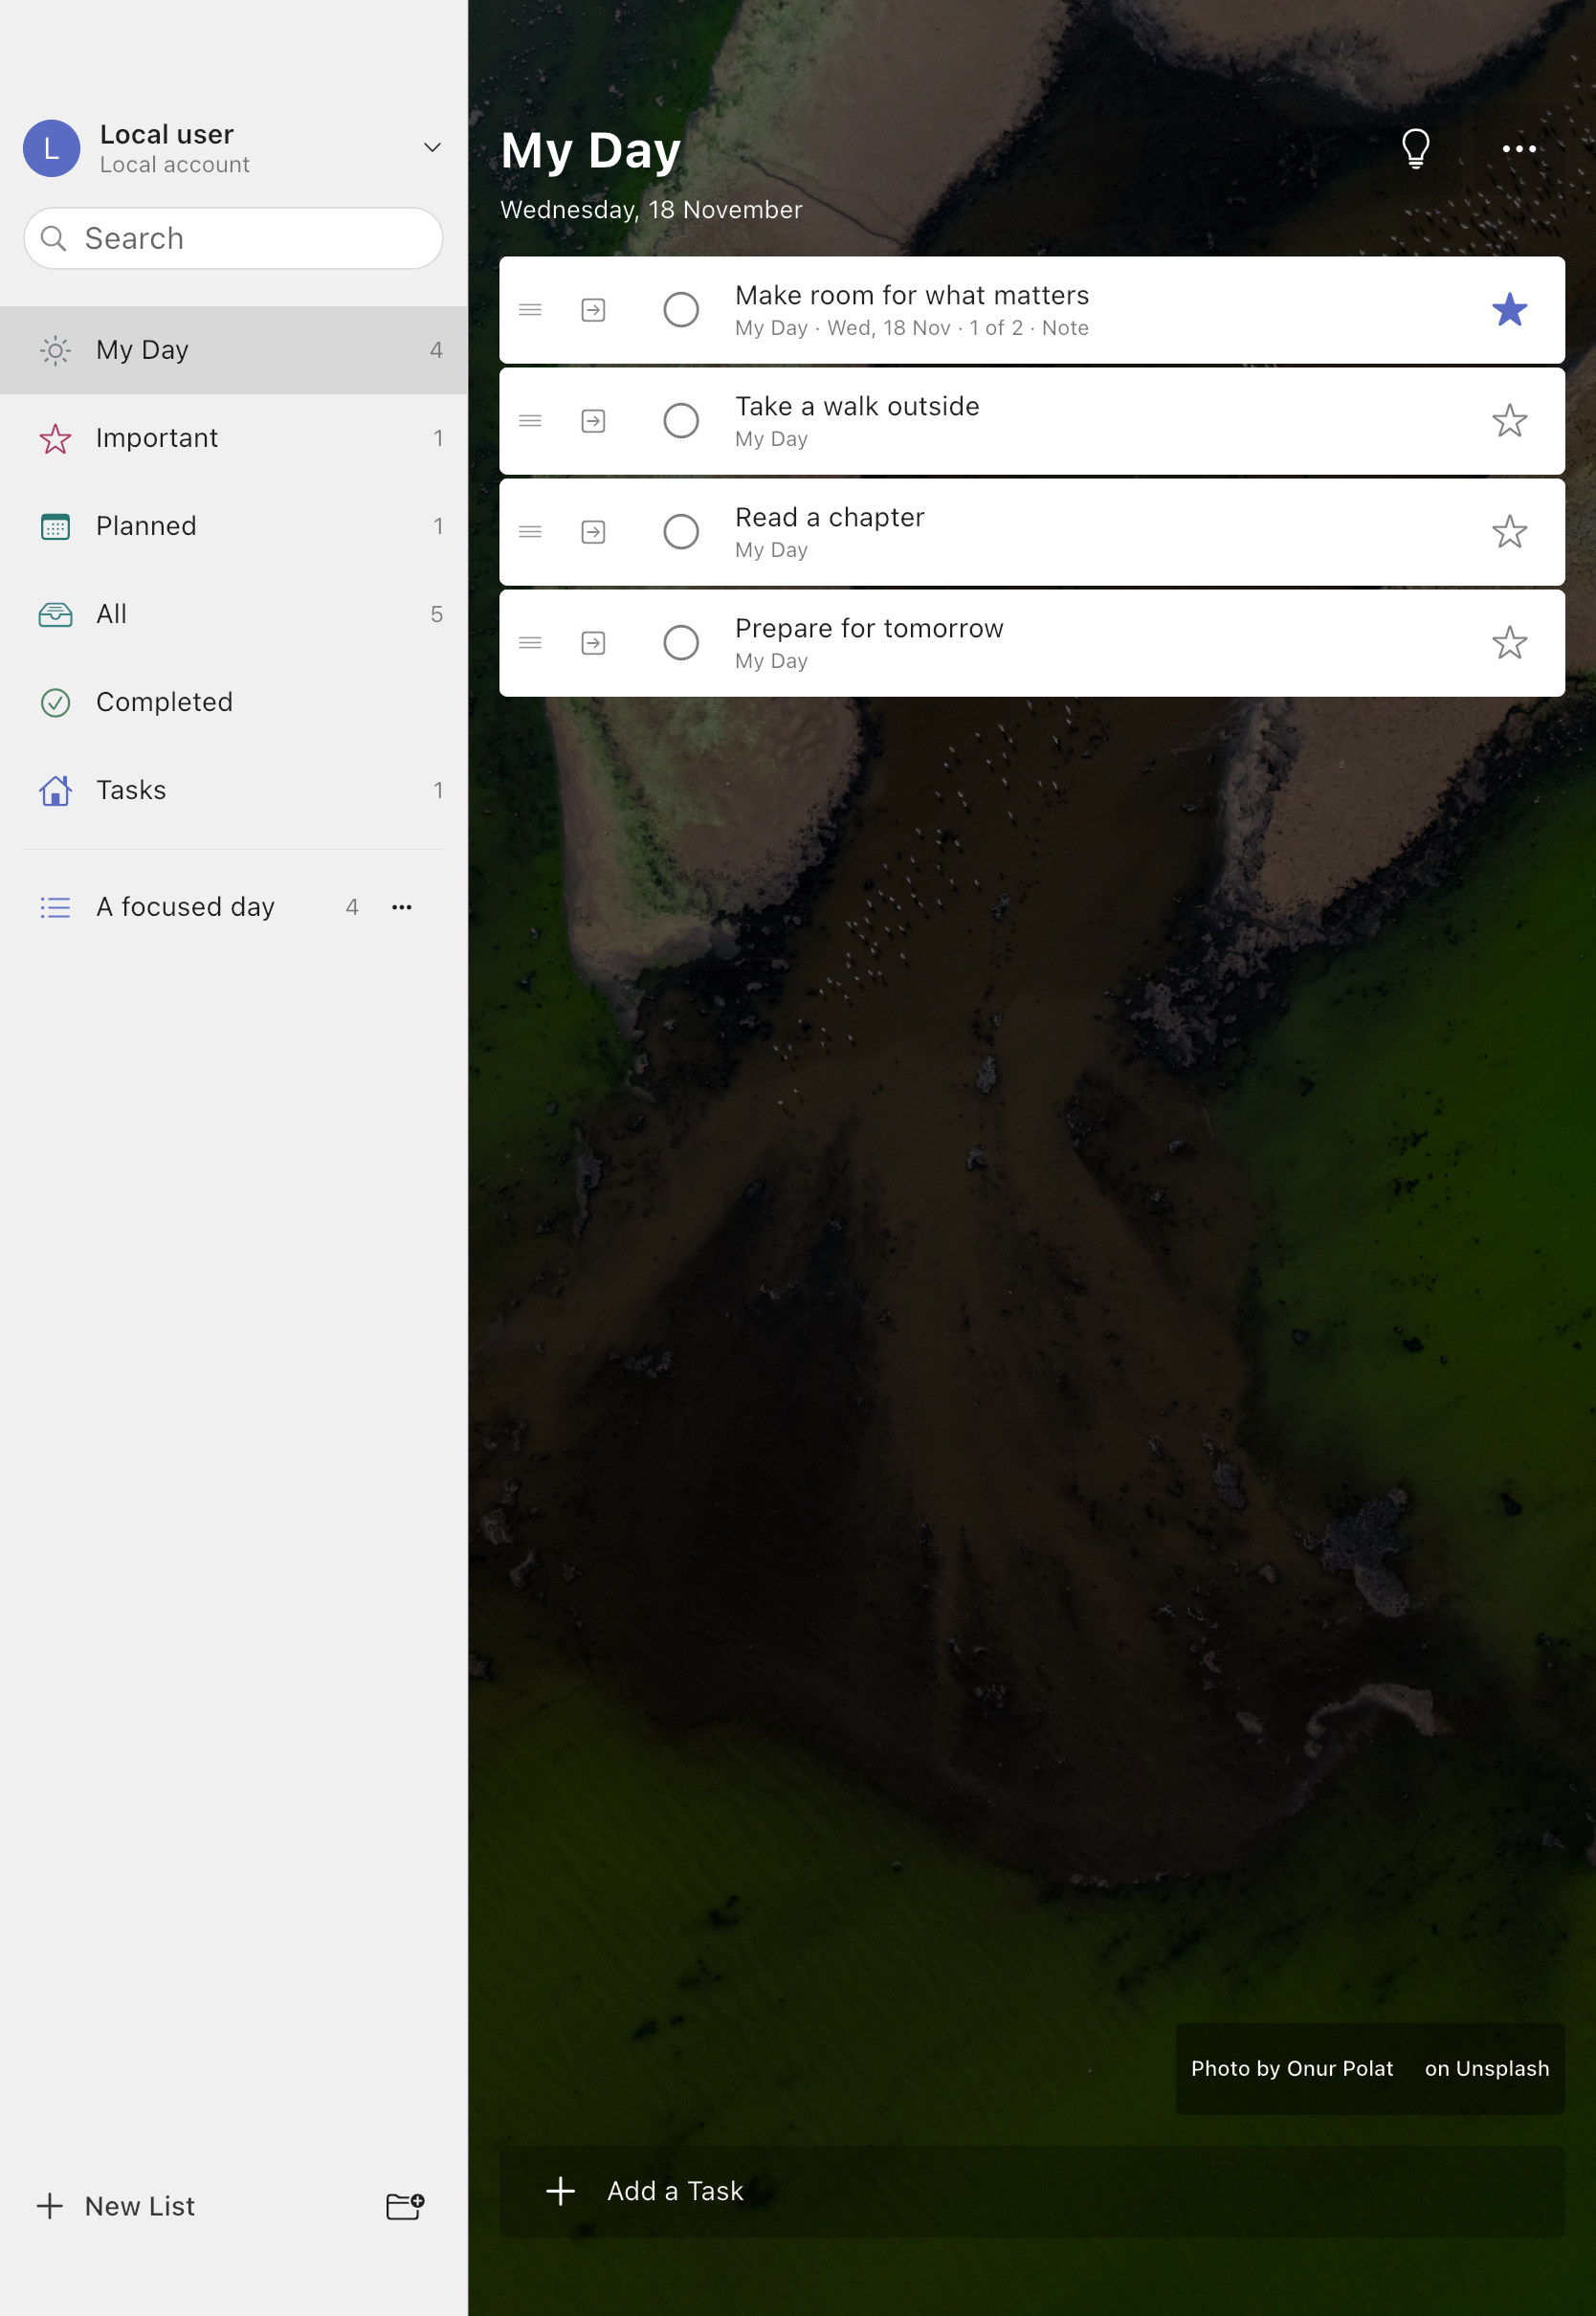 L
Local user
Local account
Search
My Day 4
Important 1
Planned 1
All 5
Completed
Tasks 1
A focused day 4
New List
My Day
Wednesday, 18 November
Make room for what matters
My Day · Wed, 18 Nov · 1 of 2 · Note
Take a walk outside
My Day
Read a chapter
My Day
Prepare for tomorrow
My Day
Photo by Onur Polat on Unsplash
Add a Task